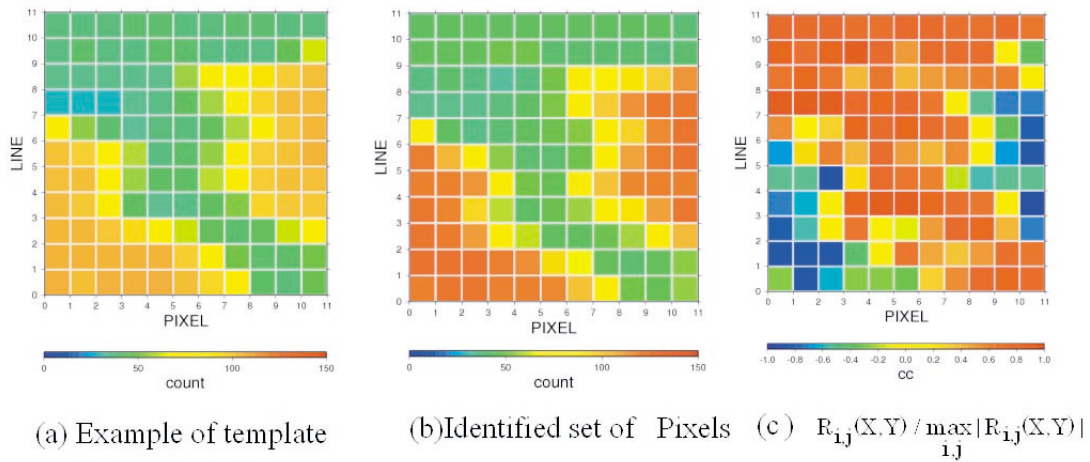 11
10
9
8
7
6
5
4
3
2
1
0
LINE
0 1 2 3 4 5 6 7 8 9 10 11
PIXEL
0 50 100 150
count
(a) Example of template
11
10
9
8
7
6
5
4
3
2
1
0
LINE
0 1 2 3 4 5 6 7 8 9 10 11
PIXEL
0 50 100 150
count
(b)Identified set of Pixels
11
10
9
8
7
6
5
4
3
2
1
0
LINE
0 1 2 3 4 5 6 7 8 9 10 11
PIXEL
-1.0 -0.8 -0.6 -0.4 -0.2 0.0 0.2 0.4 0.6 0.8 1.0
cc
(c ) R i,j (X,Y) / max i,j | R i,j (X,Y) |